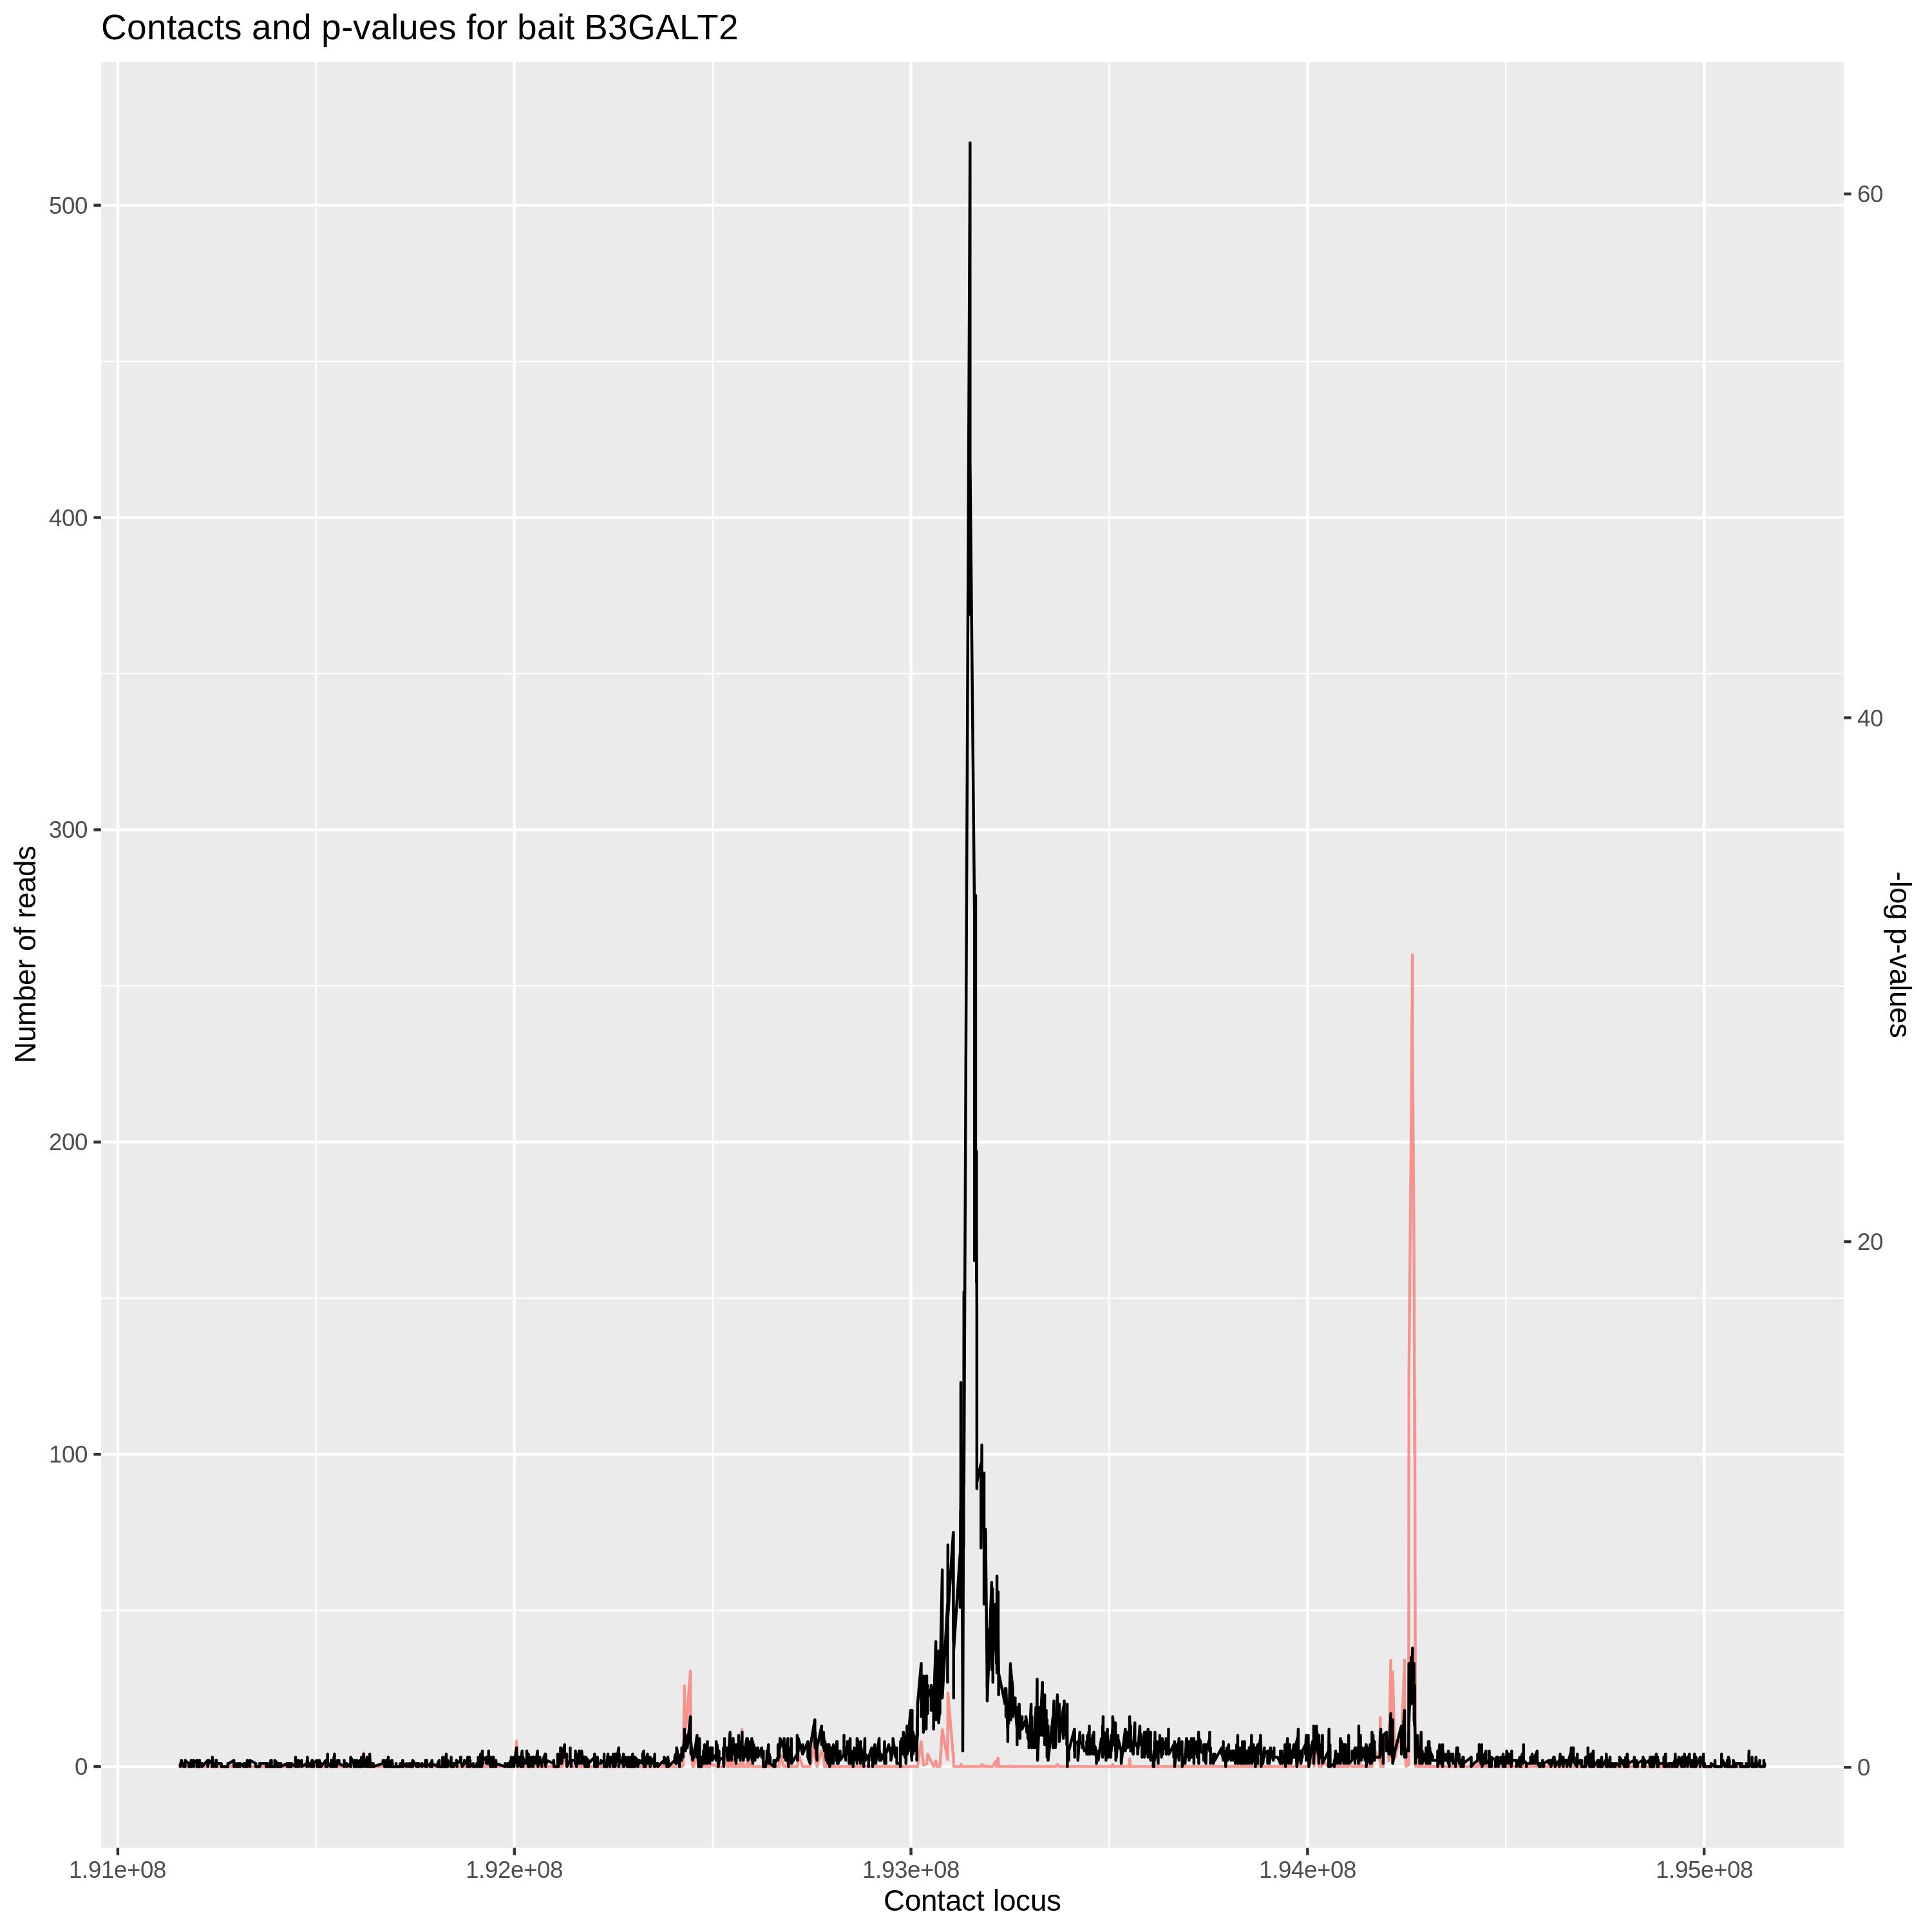 Contacts and p-values for bait B3GALT2
500
400
300
200
100
0
Number of reads
60
40
20
0
-log p-values
1.91e+08
1.92e+08
1.93e+08
1.94e+08
1.95e+08
Contact locus